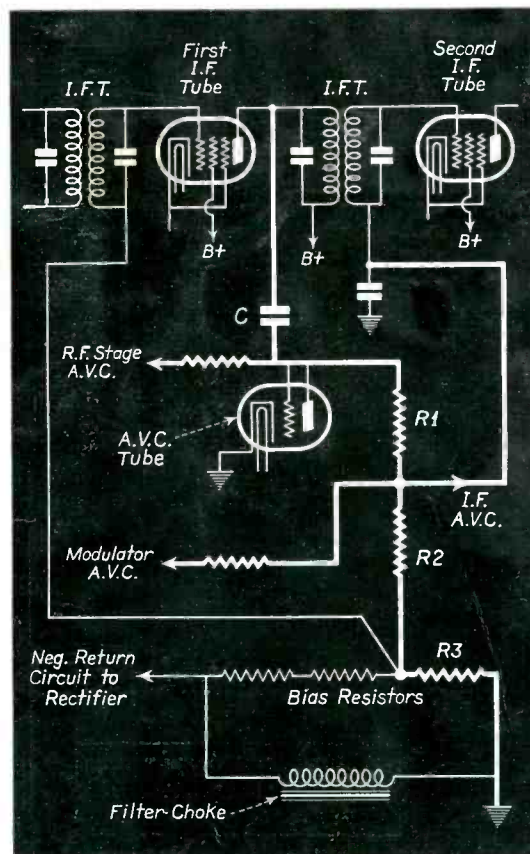 First
I.F.
Tube
Second
I.F.
Tube
I.F.T.
I.F.T.
B+
B+
B+
C
R.F. Stage
A.V.C.
A.V.C.
Tube
R1
I.F.
A.V.C.
Modulator
A.V.C.
R2
R3
Neg. Return
Circuit to
Rectifier
Bias Resistors
Filter-Choke